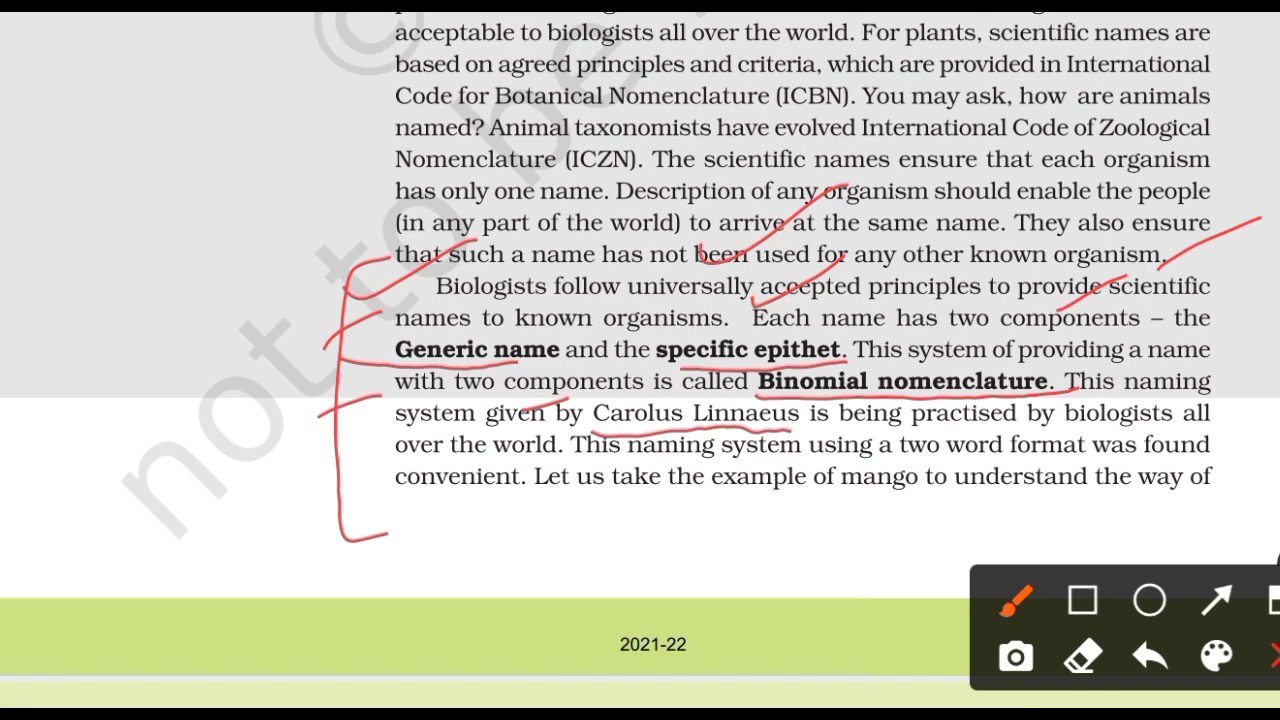 acceptable to biologists all over the world. For plants, scientific names are
based on agreed principles and criteria, which are provided in International
Code for Botanical Nomenclature (ICBN). You may ask, how are animals
named? Animal taxonomists have evolved International Code of Zoological
Nomenclature (ICZN). The scientific names ensure that each organism
has only one name. Description of any organism should enable the people
(in any part of the world) to arrive at the same name. They also ensure
that such a name has not been used for any other known organism.
Biologists follow universally accepted principles to provide scientific
names to known organisms. Each name has two components – the
Generic name and the specific epithet. This system of providing a name
with two components is called Binomial nomenclature. This naming
system given by Carolus Linnaeus is being practised by biologists all
over the world. This naming system using a two word format was found
convenient. Let us take the example of mango to understand the way of
© not to be
2021-22